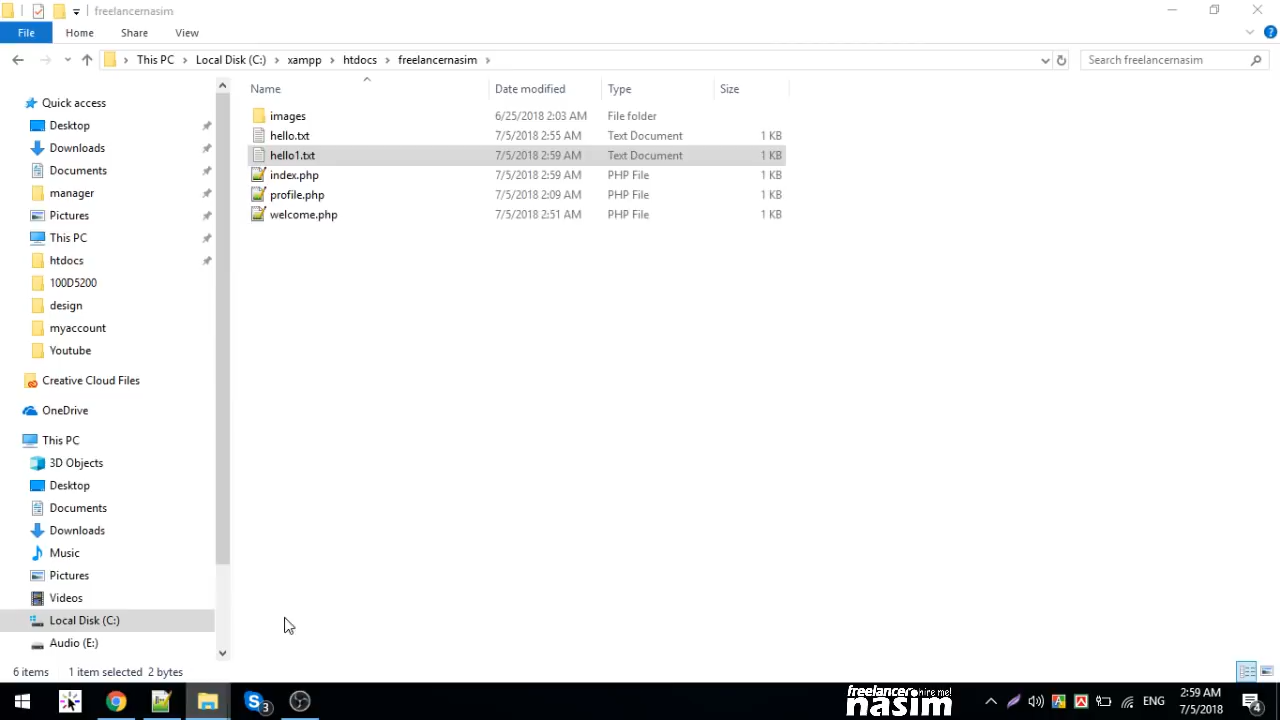 freelancernasim
File Home Share View
This PC Local Disk (C:) xampp htdocs freelancernasim
Search freelancernasim
Name Date modified Type Size
images 6/25/2018 2:03 AM File folder
hello.txt 7/5/2018 2:55 AM Text Document 1 KB
hello1.txt 7/5/2018 2:59 AM Text Document 1 KB
index.php 7/5/2018 2:59 AM PHP File 1 KB
profile.php 7/5/2018 2:09 AM PHP File 1 KB
welcome.php 7/5/2018 2:51 AM PHP File 1 KB
Quick access
Desktop
Downloads
Documents
manager
Pictures
This PC
htdocs
100D5200
design
myaccount
Youtube
Creative Cloud Files
OneDrive
This PC
3D Objects
Desktop
Documents
Downloads
Music
Pictures
Videos
Local Disk (C:)
Audio (E:)
6 items 1 item selected 2 bytes
3
freelancer hire me!
nasim
ENG
2:59 AM
7/5/2018
4